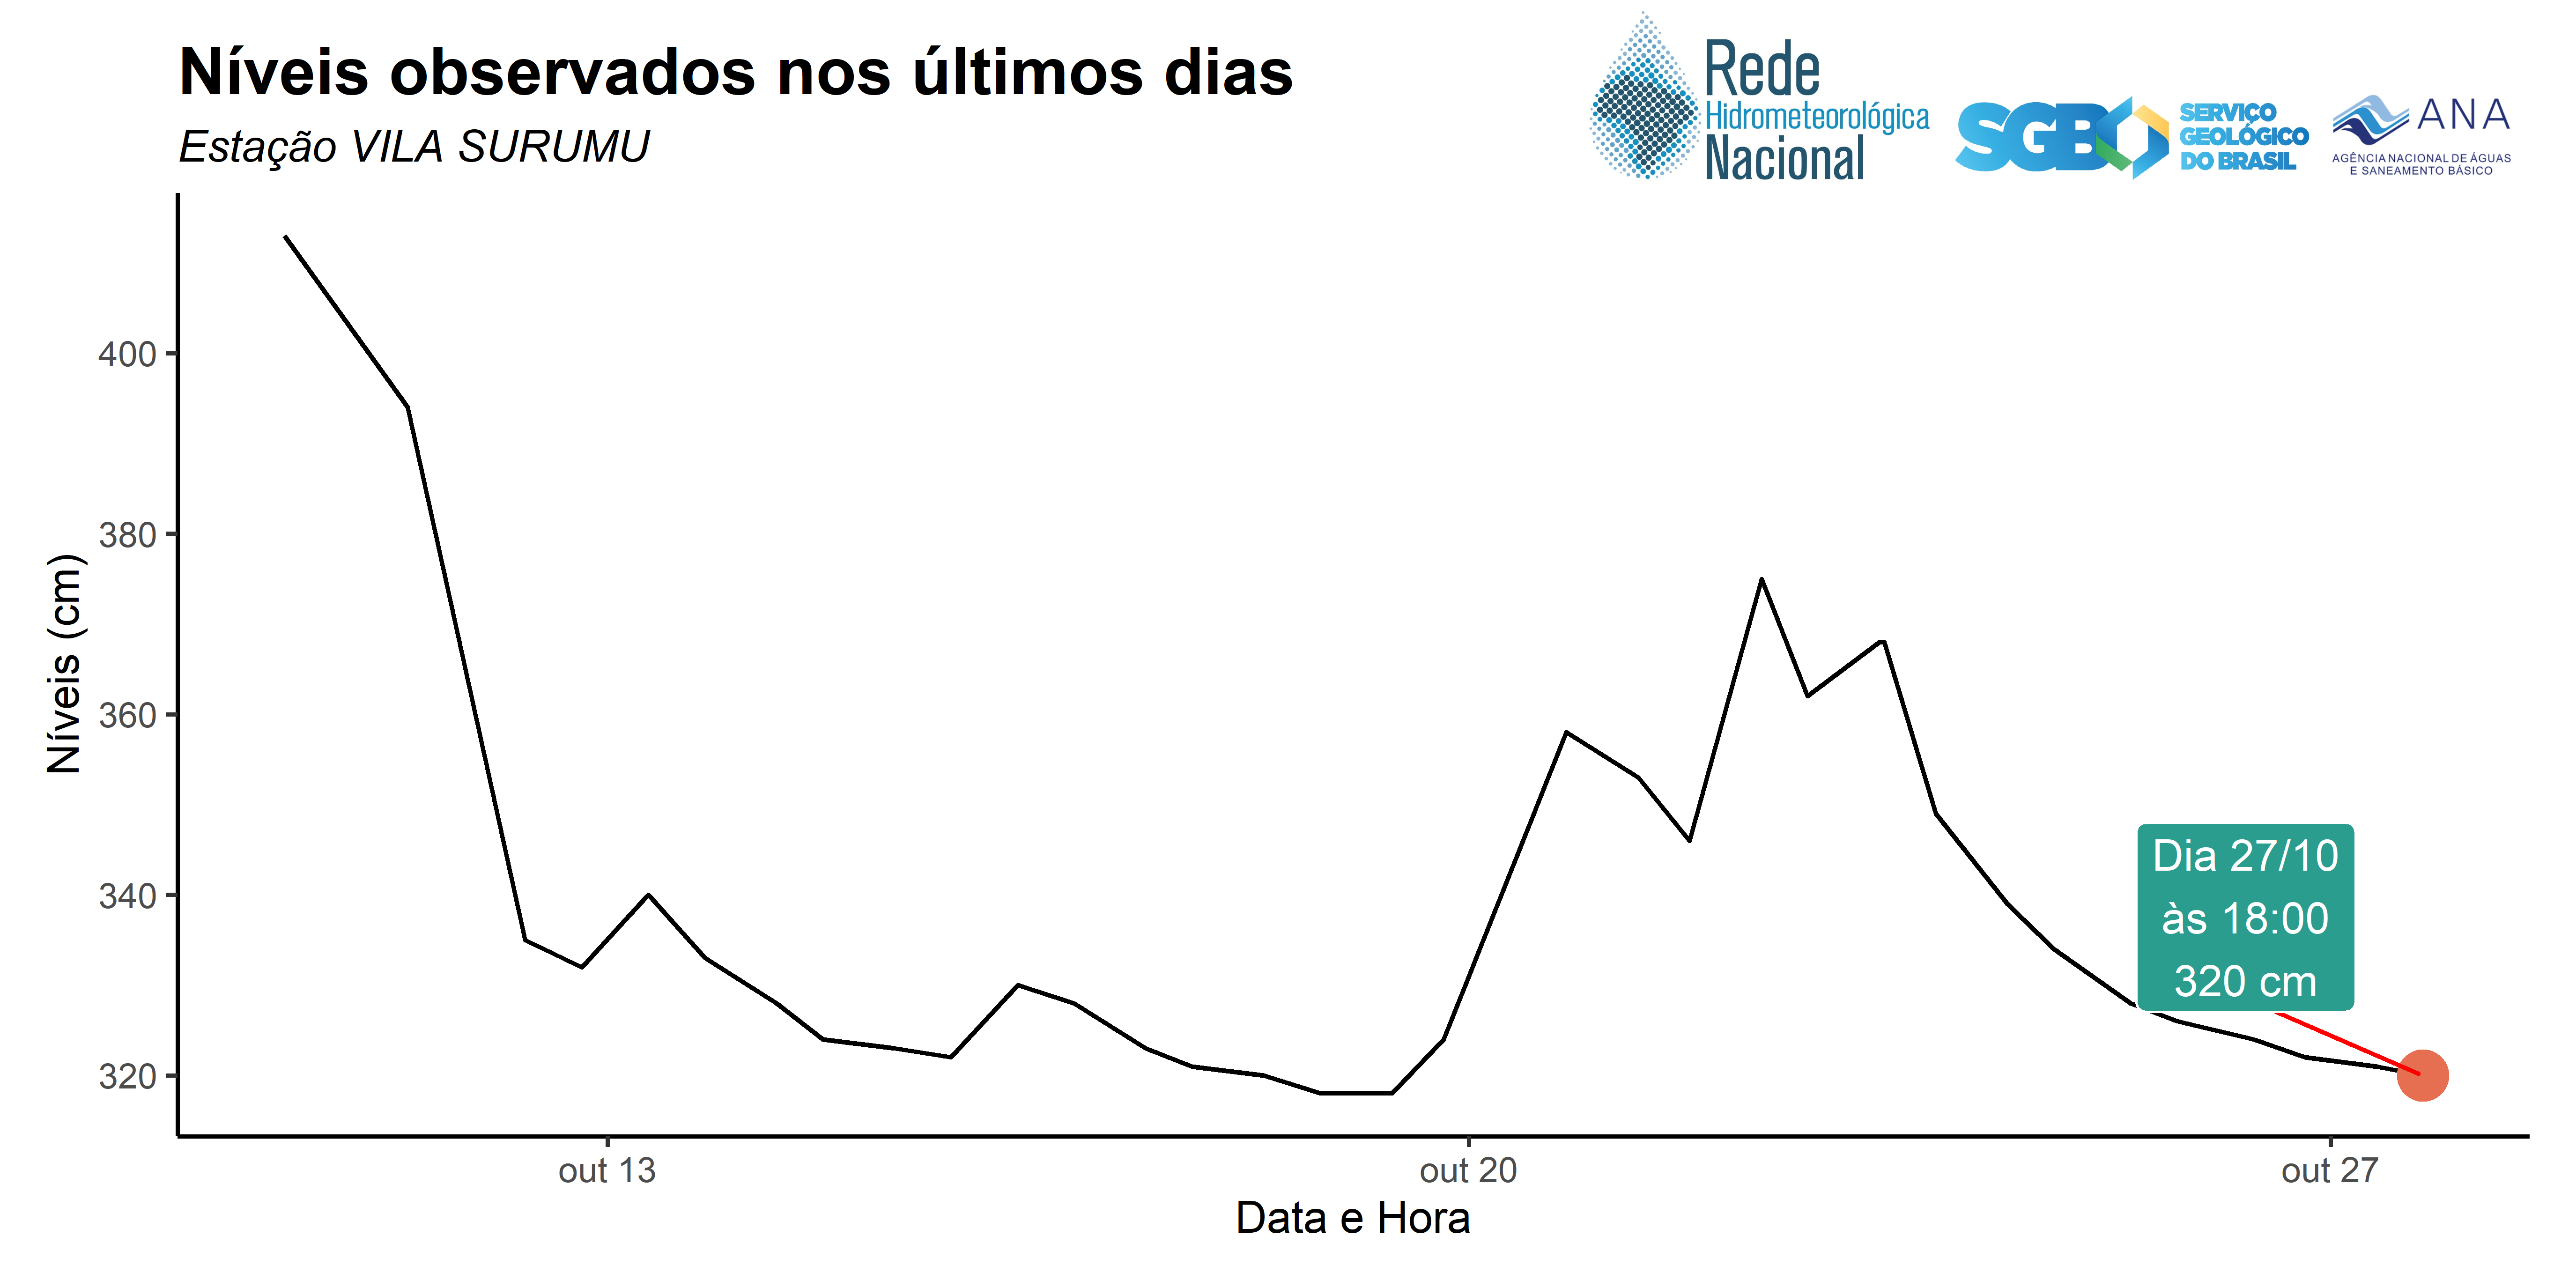 Níveis observados nos últimos dias
Estação VILA SURUMU
Rede
Hidrometeorológica
Nacional
SGB
SERVIÇO
GEOLÓGICO
DO BRASIL
ANA
AGÊNCIA NACIONAL DE ÁGUAS
E SANEAMENTO BÁSICO
Níveis (cm)
400
380
360
340
320
Dia 27/10
às 18:00
320 cm
out 13
out 20
out 27
Data e Hora